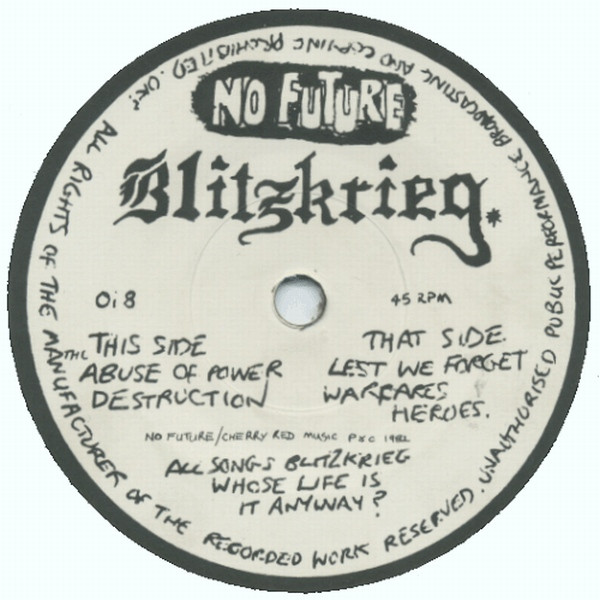 NO FUTURE
Blitzkrieg.
Oi 8
45 RPM
THIS SIDE
THE ABUSE OF POWER
DESTRUCTION
THAT SIDE.
LEST WE FORGET
WARFARES
HEROES.
NO FUTURE/CHERRY RED MUSIC P&C 1982
ALL SONGS BLITZKRIEG
WHOSE LIFE IS
IT ANYWAY?
ALL RIGHTS OF THE MANUFACTURER OF THE RECORDED WORK RESERVED. UNAUTHORISED PUBLIC PERFORMANCE BROADCASTING AND COPYING PROHIBITED. OK?